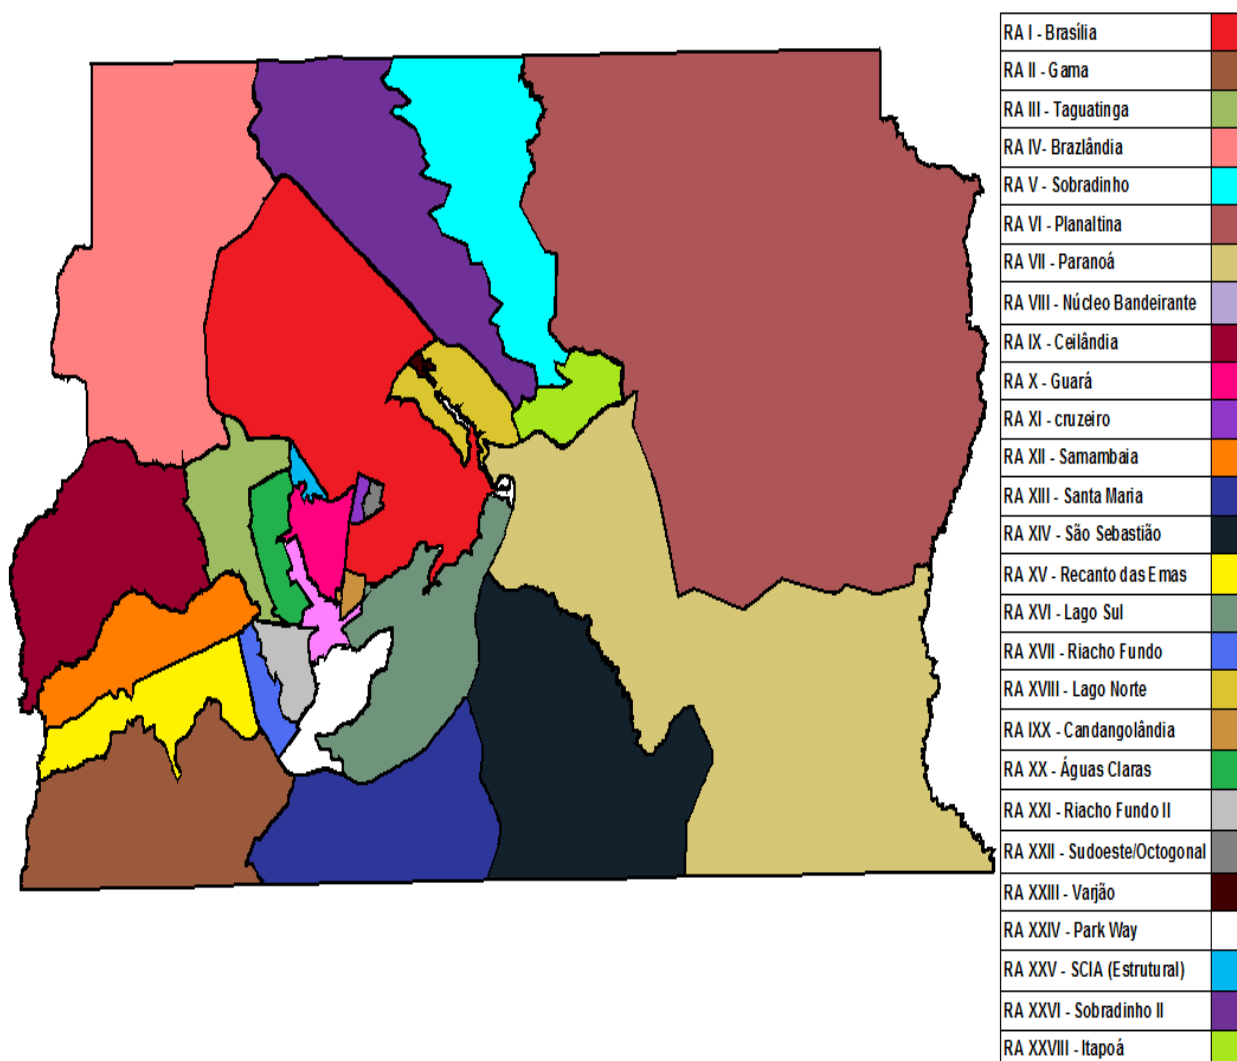 RA I - Brasília
RA II - Gama
RA III - Taguatinga
RA IV- Brazlândia
RA V - Sobradinho
RA VI - Planaltina
RA VII - Paranoá
RA VIII - Núcleo Bandeirante
RA IX - Ceilândia
RA X - Guará
RA XI - cruzeiro
RA XII - Samambaia
RA XIII - Santa Maria
RA XIV - São Sebastião
RA XV - Recanto das Emas
RA XVI - Lago Sul
RA XVII - Riacho Fundo
RA XVIII - Lago Norte
RA IXX - Candangolândia
RA XX - Águas Claras
RA XXI - Riacho Fundo II
RA XXII - Sudoeste/Octogonal
RA XXIII - Varjão
RA XXIV - Park Way
RA XXV - SCIA (Estrutural)
RA XXVI - Sobradinho II
RA XXVIII - Itapoá